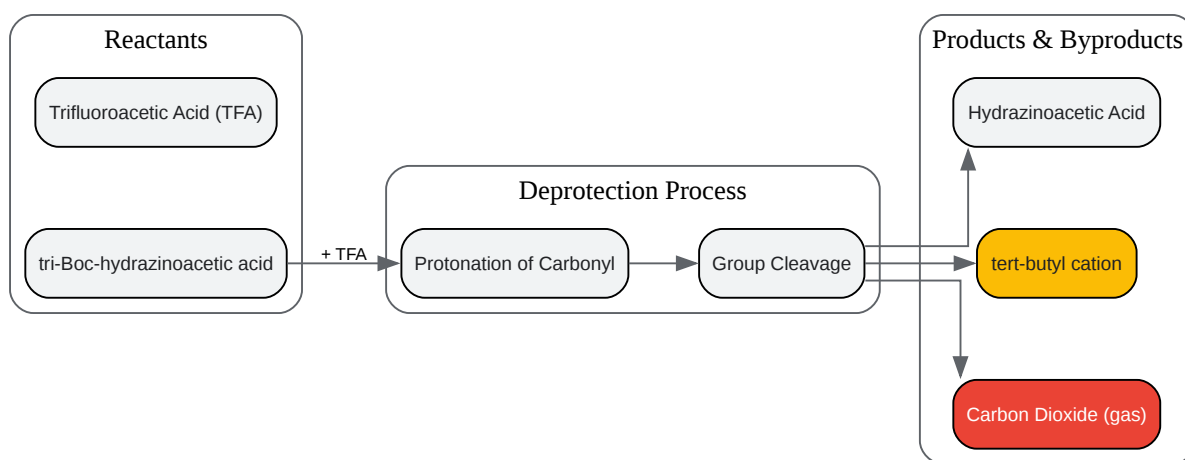 Reactants
Trifluoroacetic Acid (TFA)
tri-Boc-hydrazinoacetic acid
+ TFA
Deprotection Process
Protonation of Carbonyl
Group Cleavage
Products & Byproducts
Hydrazinoacetic Acid
tert-butyl cation
Carbon Dioxide (gas)